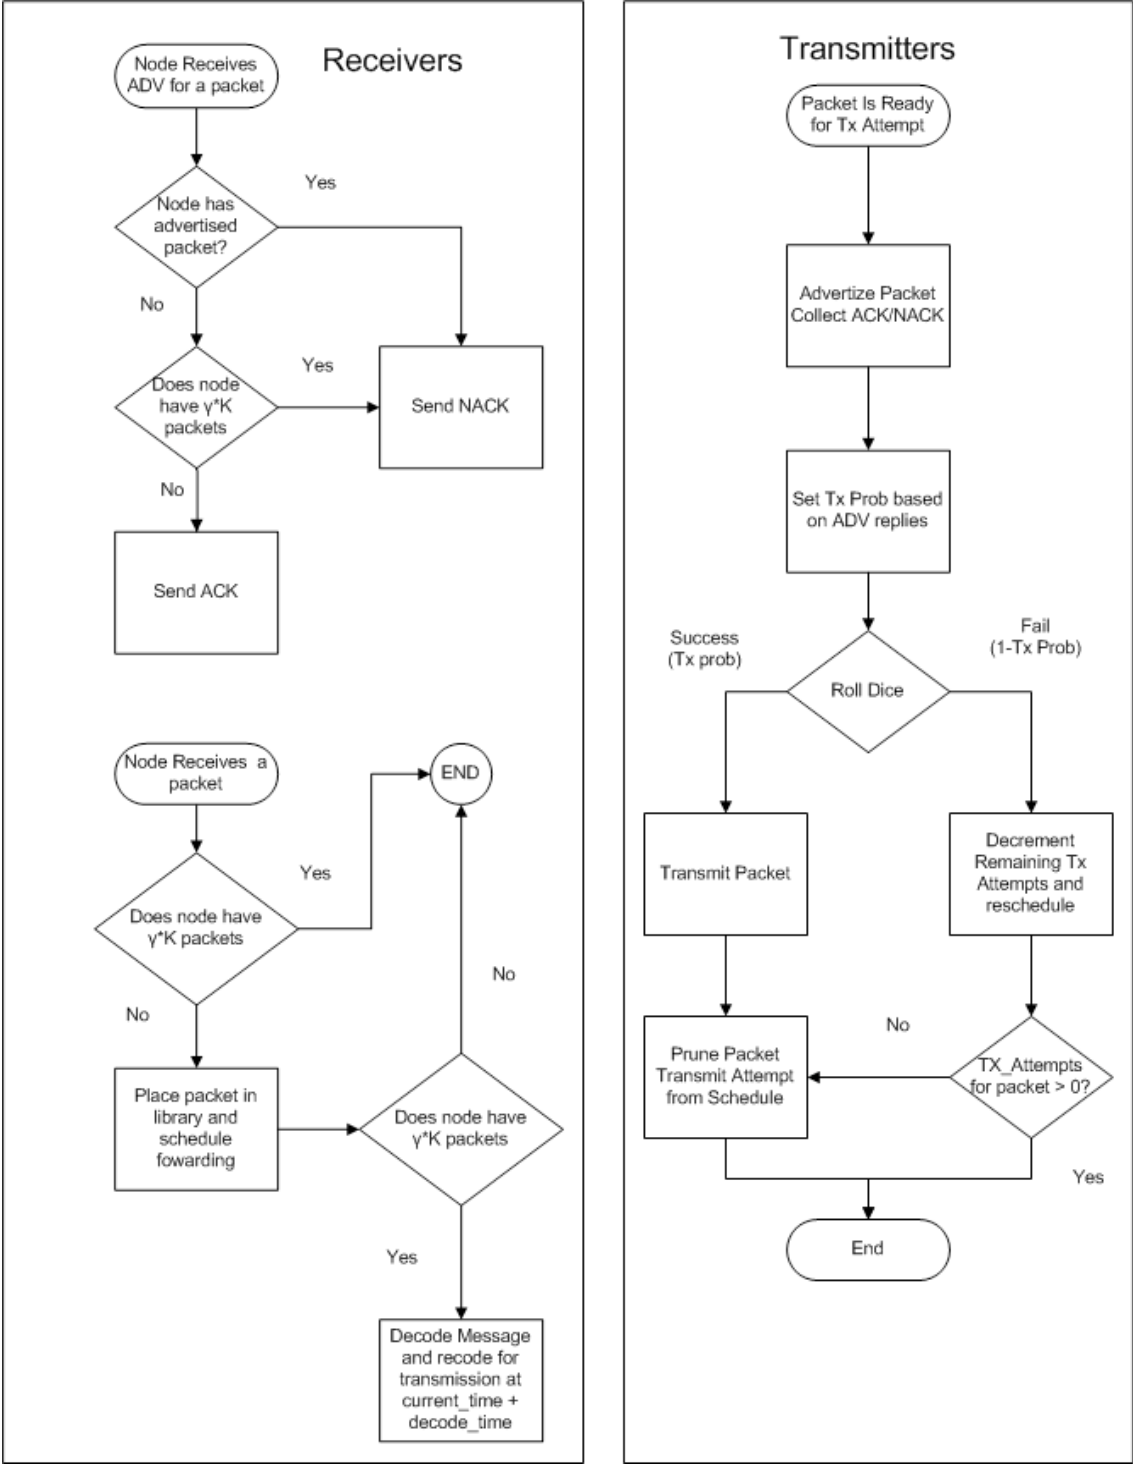 Receivers
Node Receives
ADV for a packet
Yes
Node has
advertised
packet?
No
Yes
Does node
have γ*K
packets
Send NACK
No
Send ACK
Node Receives a
packet
END
Yes
Does node have
γ*K packets
No
No
Place packet in
library and
schedule
fowarding
Does node have
γ*K packets
Yes
Decode Message
and recode for
transmission at
current_time +
decode_time
Transmitters
Packet Is Ready
for Tx Attempt
Advertize Packet
Collect ACK/NACK
Set Tx Prob based
on ADV replies
Success
(Tx prob)
Fail
(1-Tx Prob)
Roll Dice
Transmit Packet
Decrement
Remaining Tx
Attempts and
reschedule
No
Prune Packet
Transmit Attempt
from Schedule
TX_Attempts
for packet > 0?
Yes
End